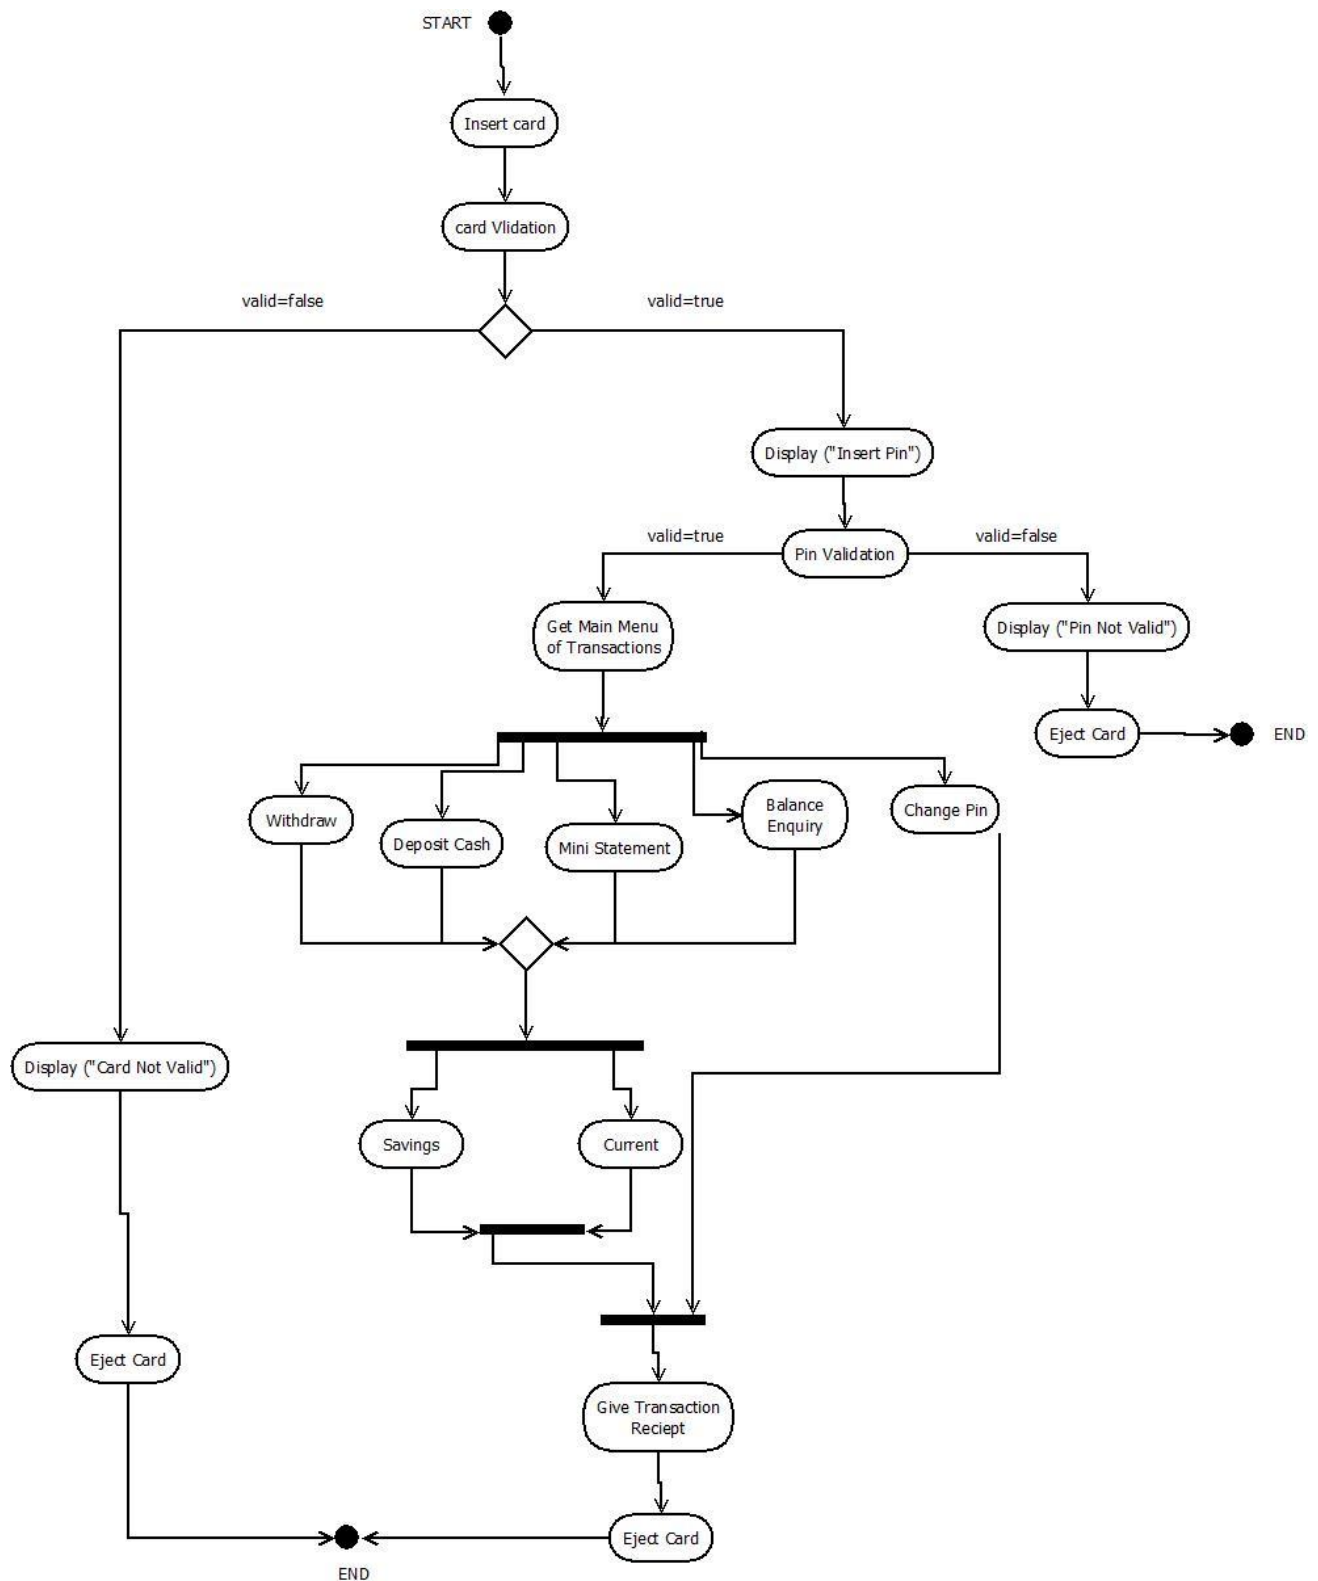 START
Insert card
card Vlidation
valid=false
valid=true
Display ("Insert Pin")
valid=true
Pin Validation
valid=false
Get Main Menu
of Transactions
Display ("Pin Not Valid")
Eject Card
END
Withdraw
Deposit Cash
Mini Statement
Balance
Enquiry
Change Pin
Display ("Card Not Valid")
Savings
Current
Eject Card
Give Transaction
Reciept
Eject Card
END